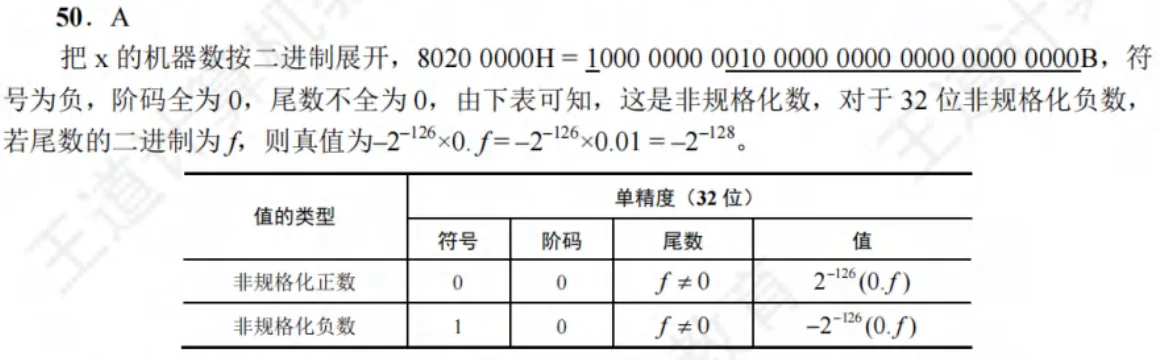 50．A
把 x 的机器数按二进制展开，8020 0000H = 1000 0000 0010 0000 0000 0000 0000 0000B，符
号为负，阶码全为 0，尾数不全为 0，由下表可知，这是非规格化数，对于 32 位非规格化负数，
若尾数的二进制为 f，则真值为–2⁻¹²⁶×0. f = –2⁻¹²⁶×0.01 = –2⁻¹²⁸。
值的类型 单精度（32 位）
符号 阶码 尾数 值
非规格化正数 0 0 f ≠ 0 2⁻¹²⁶(0.f)
非规格化负数 1 0 f ≠ 0 –2⁻¹²⁶(0.f)